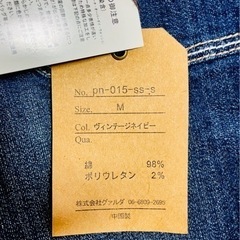 No. pn-015-ss-s
Size. M
Col. ヴィンテージネイビー
Qua.
綿 98%
ポリウレタン 2%
株式会社ヴァルダ 06-6809-2695
中国製